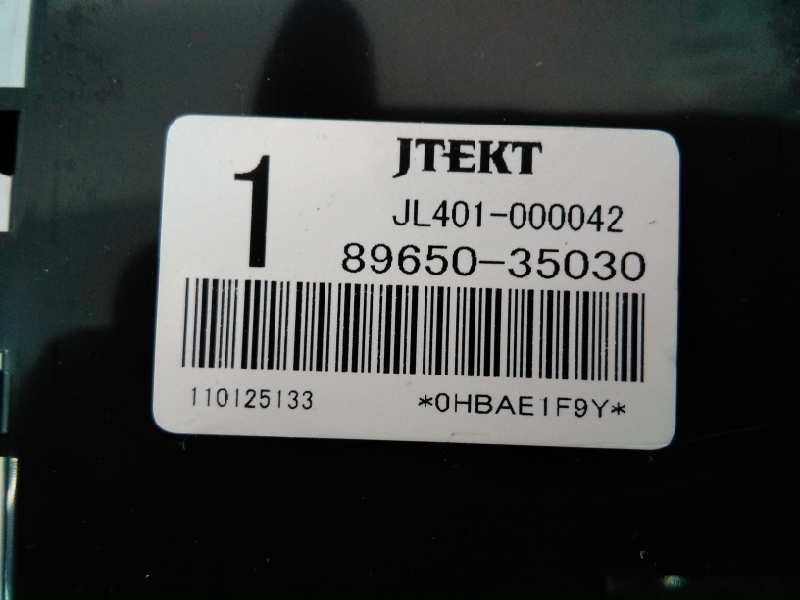 JTEKT
1
JL401-000042
89650-35030
110125133
*0HBAE1F9Y*